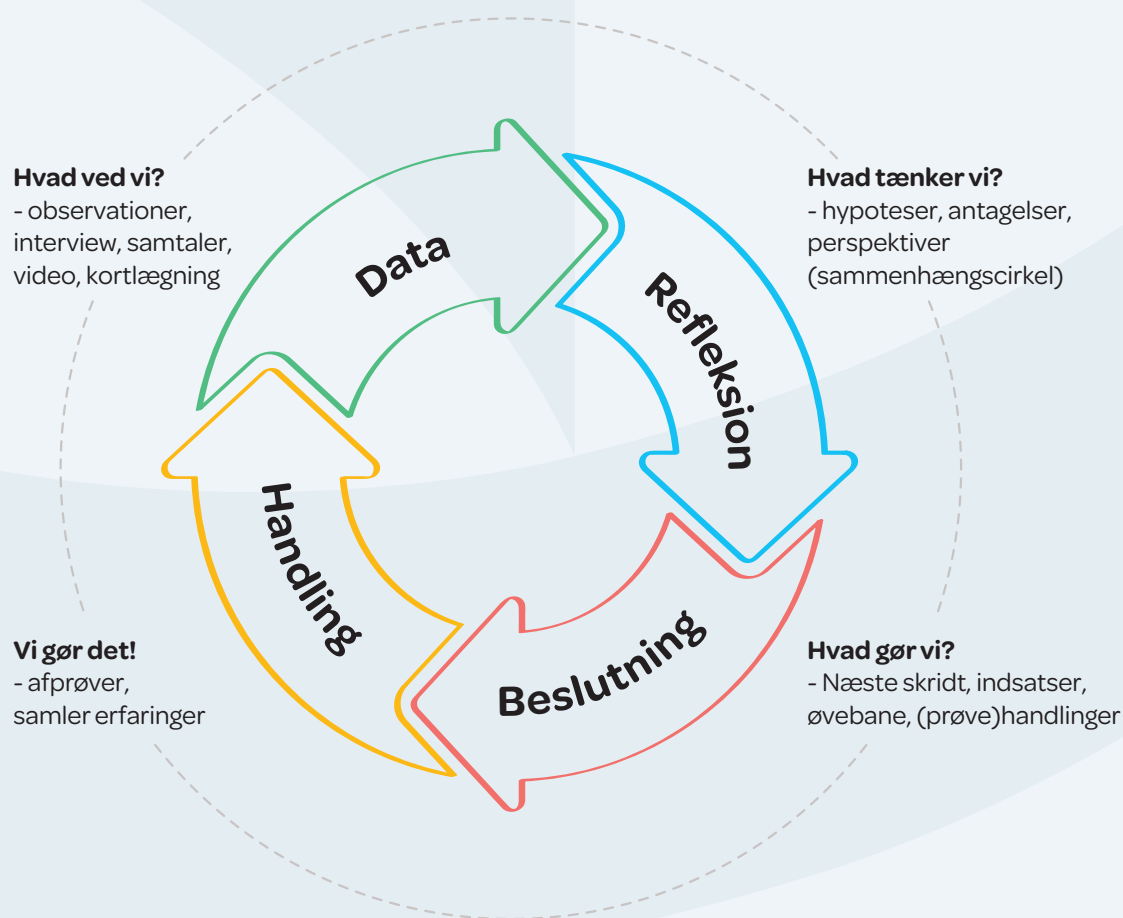 Hvad ved vi?
- observationer,
interview, samtaler,
video, kortlægning
Data
Hvad tænker vi?
- hypoteser, antagelser,
perspektiver
(sammenhængscirkel)
Refleksion
Hvad gør vi?
- Næste skridt, indsatser,
øvebane, (prøve)handlinger
Beslutning
Vi gør det!
- afprøver,
samler erfaringer
Handling